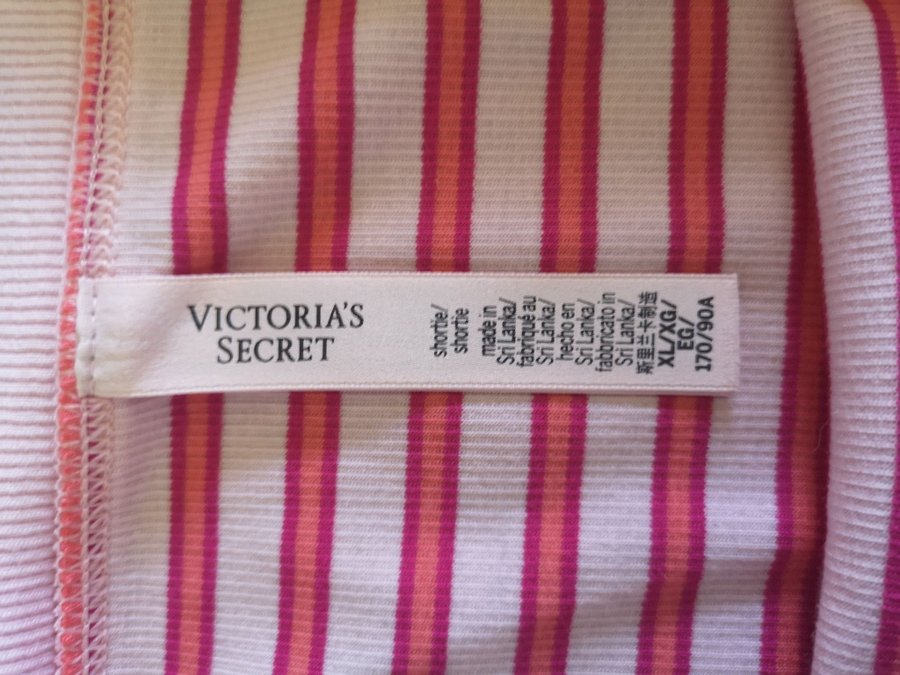 VICTORIA'S
SECRET
shortie/
shortie
made in
Sri Lanka/
fabriqué au
Sri Lanka/
hecho en
Sri Lanka/
fabbricato in
Sri Lanka/
斯里兰卡制造
XL/XG/
EG/
170/90A